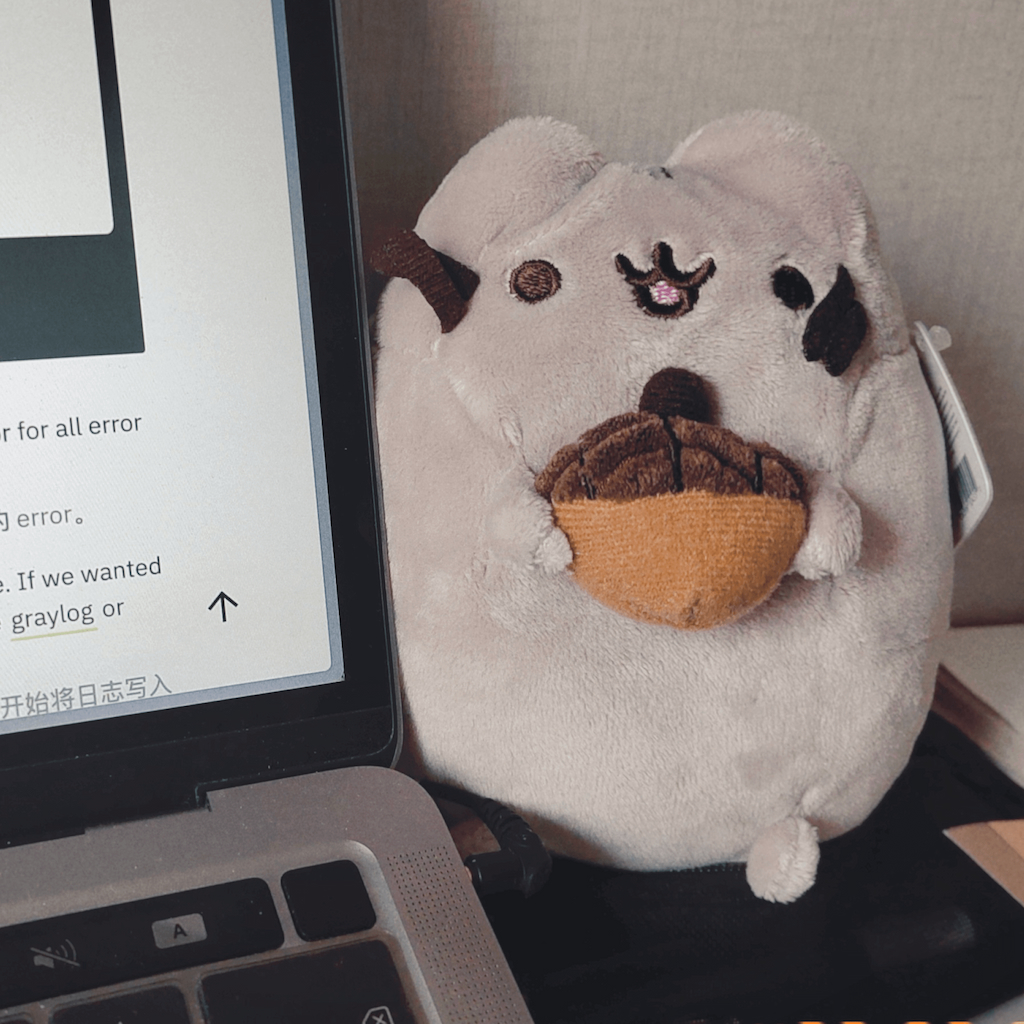 r for all error
的 error。
e. If we wanted
graylog or
开始将日志写入
A